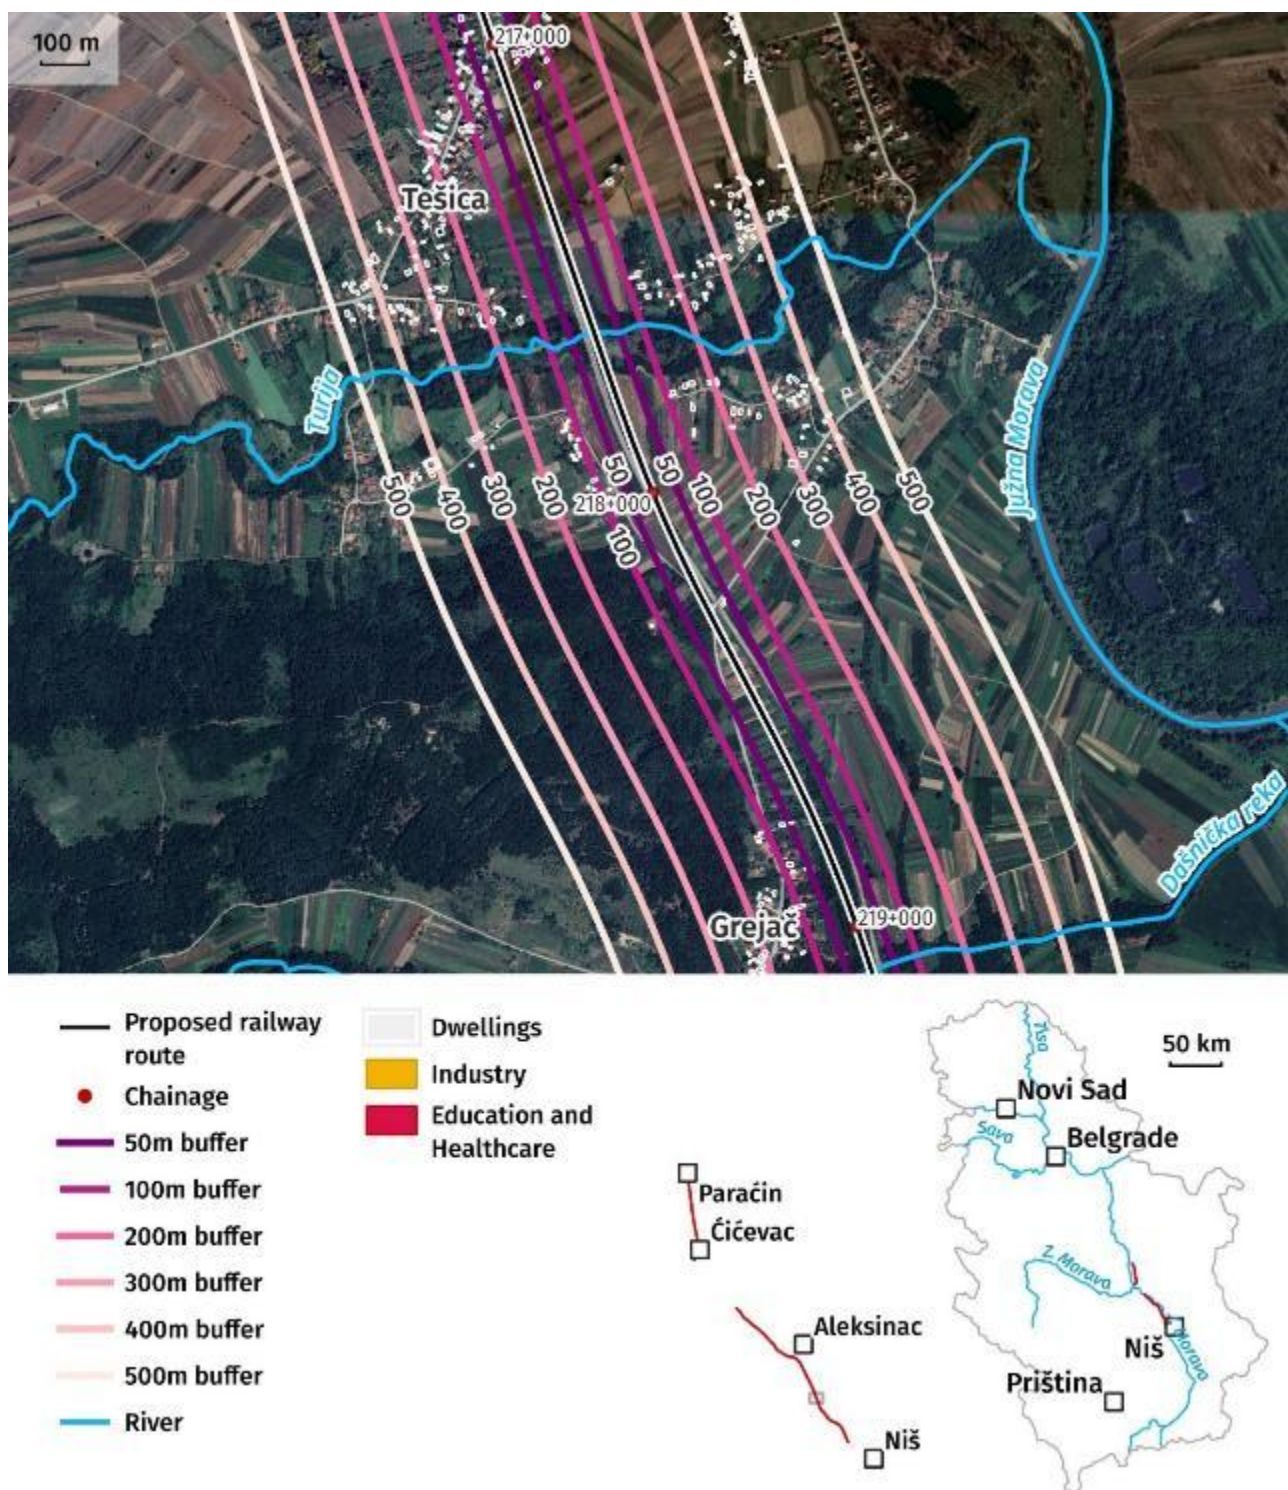 100 m
217+000
Tešica
Turija
Južna Morava
500
400
300
200
100
50
218+000
50
100
200
300
400
500
Dašnička reka
Grejač
219+000
Proposed railway
route
Chainage
50m buffer
100m buffer
200m buffer
300m buffer
400m buffer
500m buffer
River
Dwellings
Industry
Education and
Healthcare
Paraćin
Ćićevac
Aleksinac
Niš
50 km
Tisa
Novi Sad
Sava
Belgrade
Z. Morava
Morava
Niš
Priština